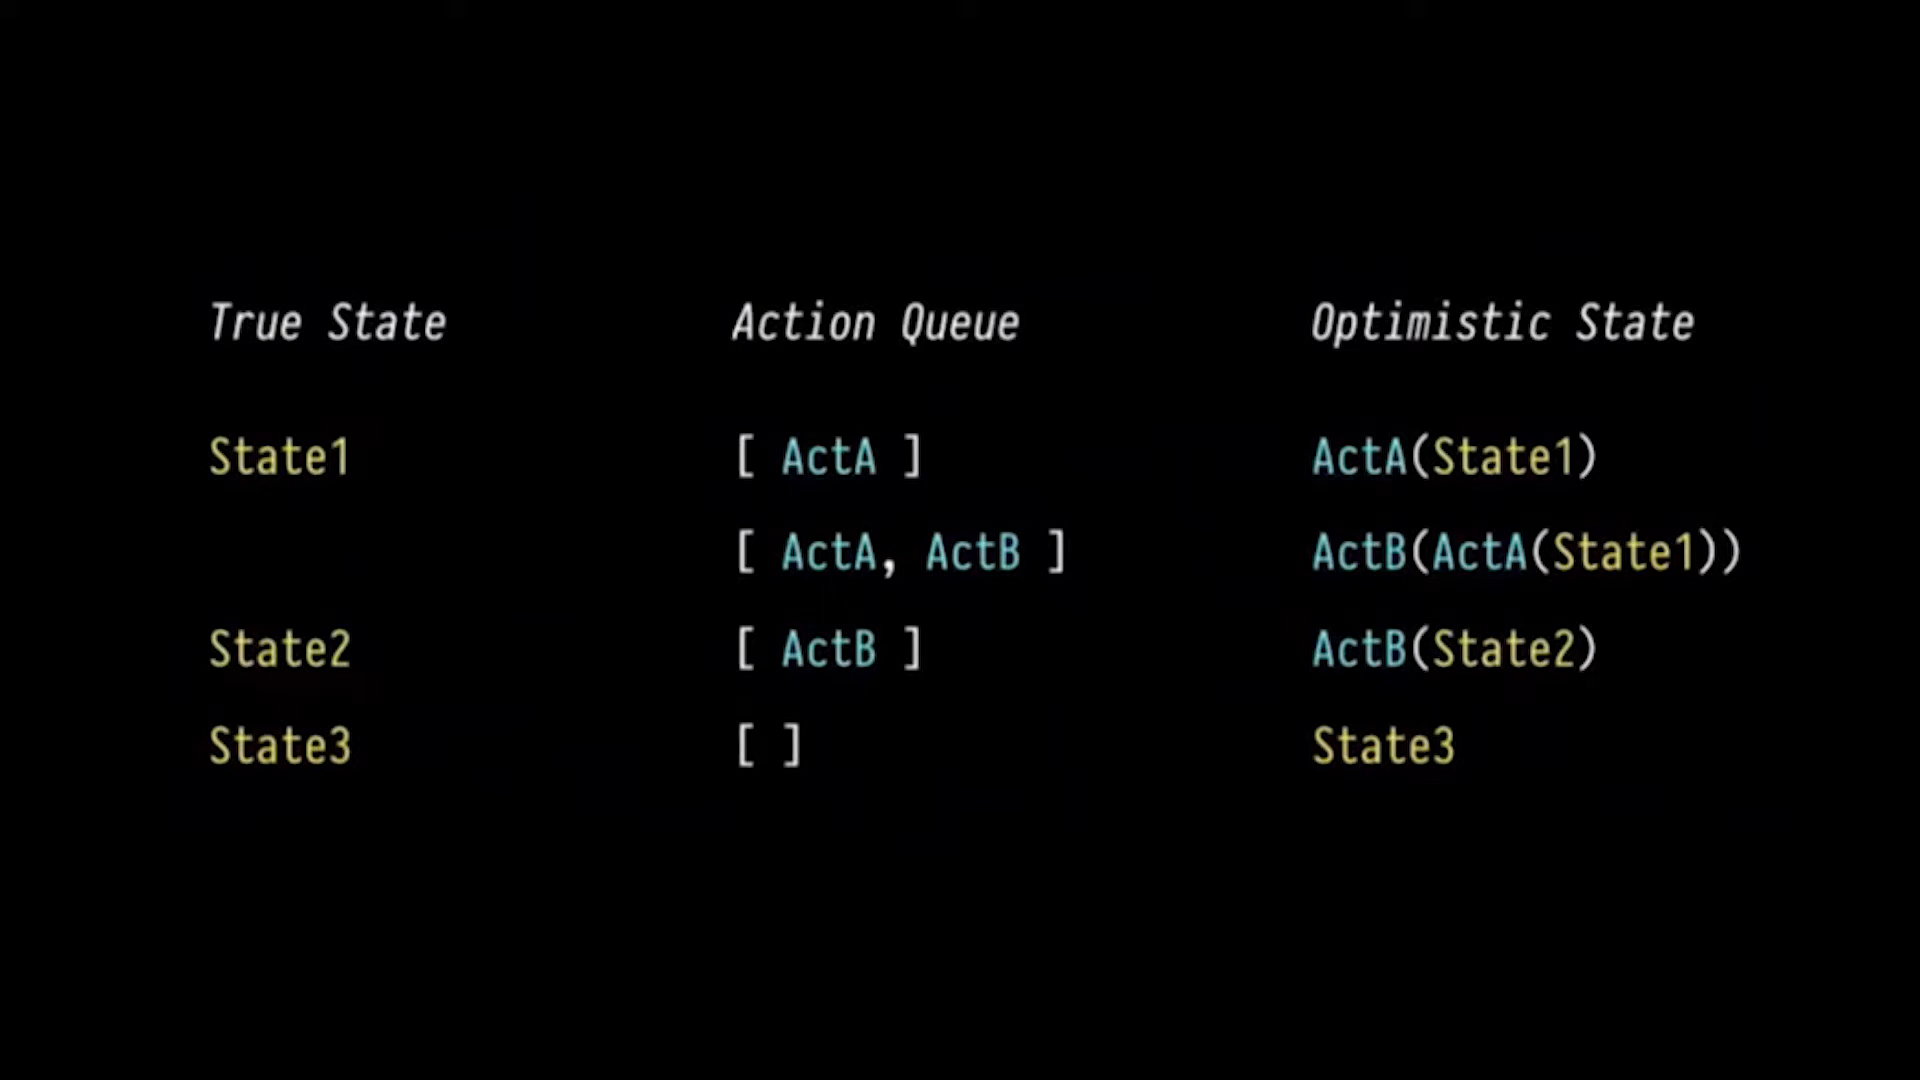 True State Action Queue Optimistic State
State1 [ ActA ] ActA(State1)
[ ActA, ActB ] ActB(ActA(State1))
State2 [ ActB ] ActB(State2)
State3 [ ] State3